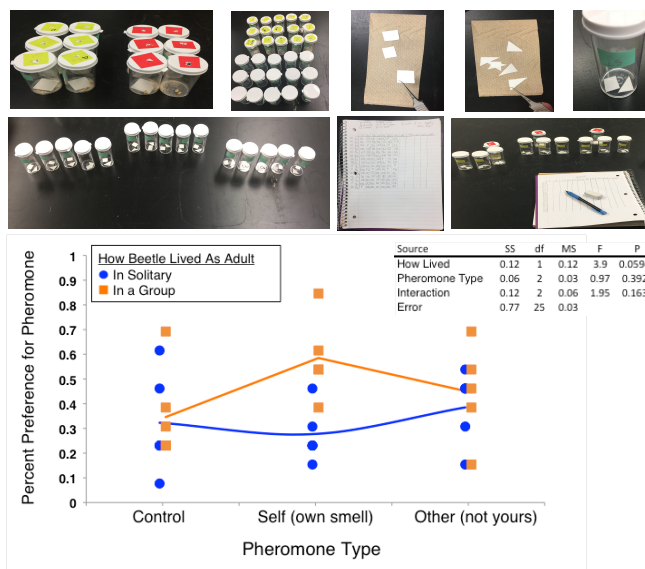 How Beetle Lived As Adult
In Solitary
In a Group
Source SS df MS F P
How Lived 0.12 1 0.12 3.9 0.059
Pheromone Type 0.06 2 0.03 0.97 0.392
Interaction 0.12 2 0.06 1.95 0.163
Error 0.77 25 0.03
Percent Preference for Pheromone
1
0.9
0.8
0.7
0.6
0.5
0.4
0.3
0.2
0.1
0
Control Self (own smell) Other (not yours)
Pheromone Type